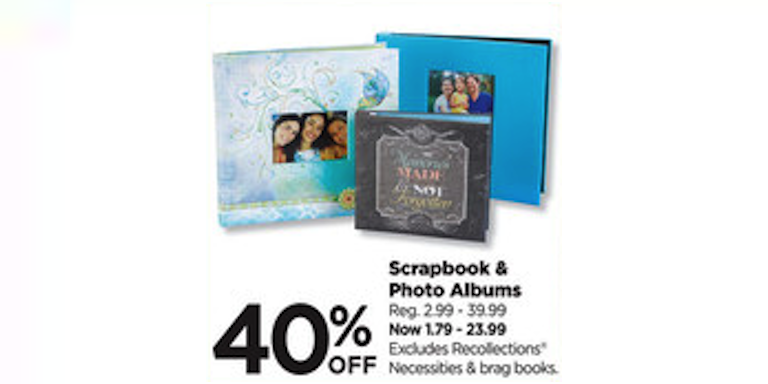 Memories
MADE
NOT
Forgotten
Scrapbook &
Photo Albums
Reg. 2.99 - 39.99
Now 1.79 - 23.99
Excludes Recollections®
Necessities & brag books.
40% OFF